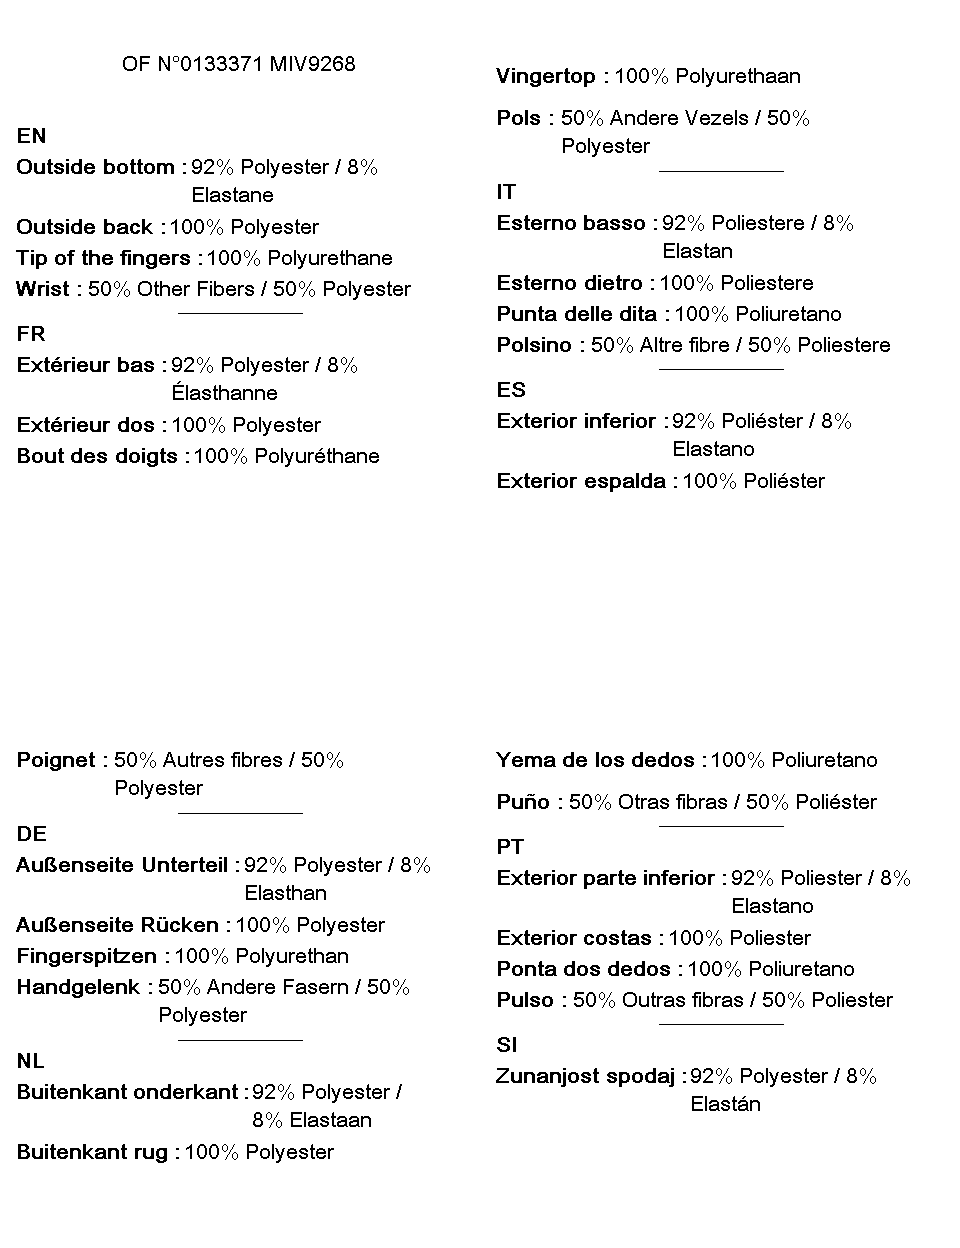 OF N°0133371 MIV9268
EN
Outside bottom : 92% Polyester / 8%
Elastane
Outside back : 100% Polyester
Tip of the fingers : 100% Polyurethane
Wrist : 50% Other Fibers / 50% Polyester
FR
Extérieur bas : 92% Polyester / 8%
Élasthanne
Extérieur dos : 100% Polyester
Bout des doigts : 100% Polyuréthane
Poignet : 50% Autres fibres / 50%
Polyester
DE
Außenseite Unterteil : 92% Polyester / 8%
Elasthan
Außenseite Rücken : 100% Polyester
Fingerspitzen : 100% Polyurethan
Handgelenk : 50% Andere Fasern / 50%
Polyester
NL
Buitenkant onderkant : 92% Polyester /
8% Elastaan
Buitenkant rug : 100% Polyester
Vingertop : 100% Polyurethaan
Pols : 50% Andere Vezels / 50%
Polyester
IT
Esterno basso : 92% Poliestere / 8%
Elastan
Esterno dietro : 100% Poliestere
Punta delle dita : 100% Poliuretano
Polsino : 50% Altre fibre / 50% Poliestere
ES
Exterior inferior : 92% Poliéster / 8%
Elastano
Exterior espalda : 100% Poliéster
Yema de los dedos : 100% Poliuretano
Puño : 50% Otras fibras / 50% Poliéster
PT
Exterior parte inferior : 92% Poliester / 8%
Elastano
Exterior costas : 100% Poliester
Ponta dos dedos : 100% Poliuretano
Pulso : 50% Outras fibras / 50% Poliester
SI
Zunanjost spodaj : 92% Polyester / 8%
Elastán